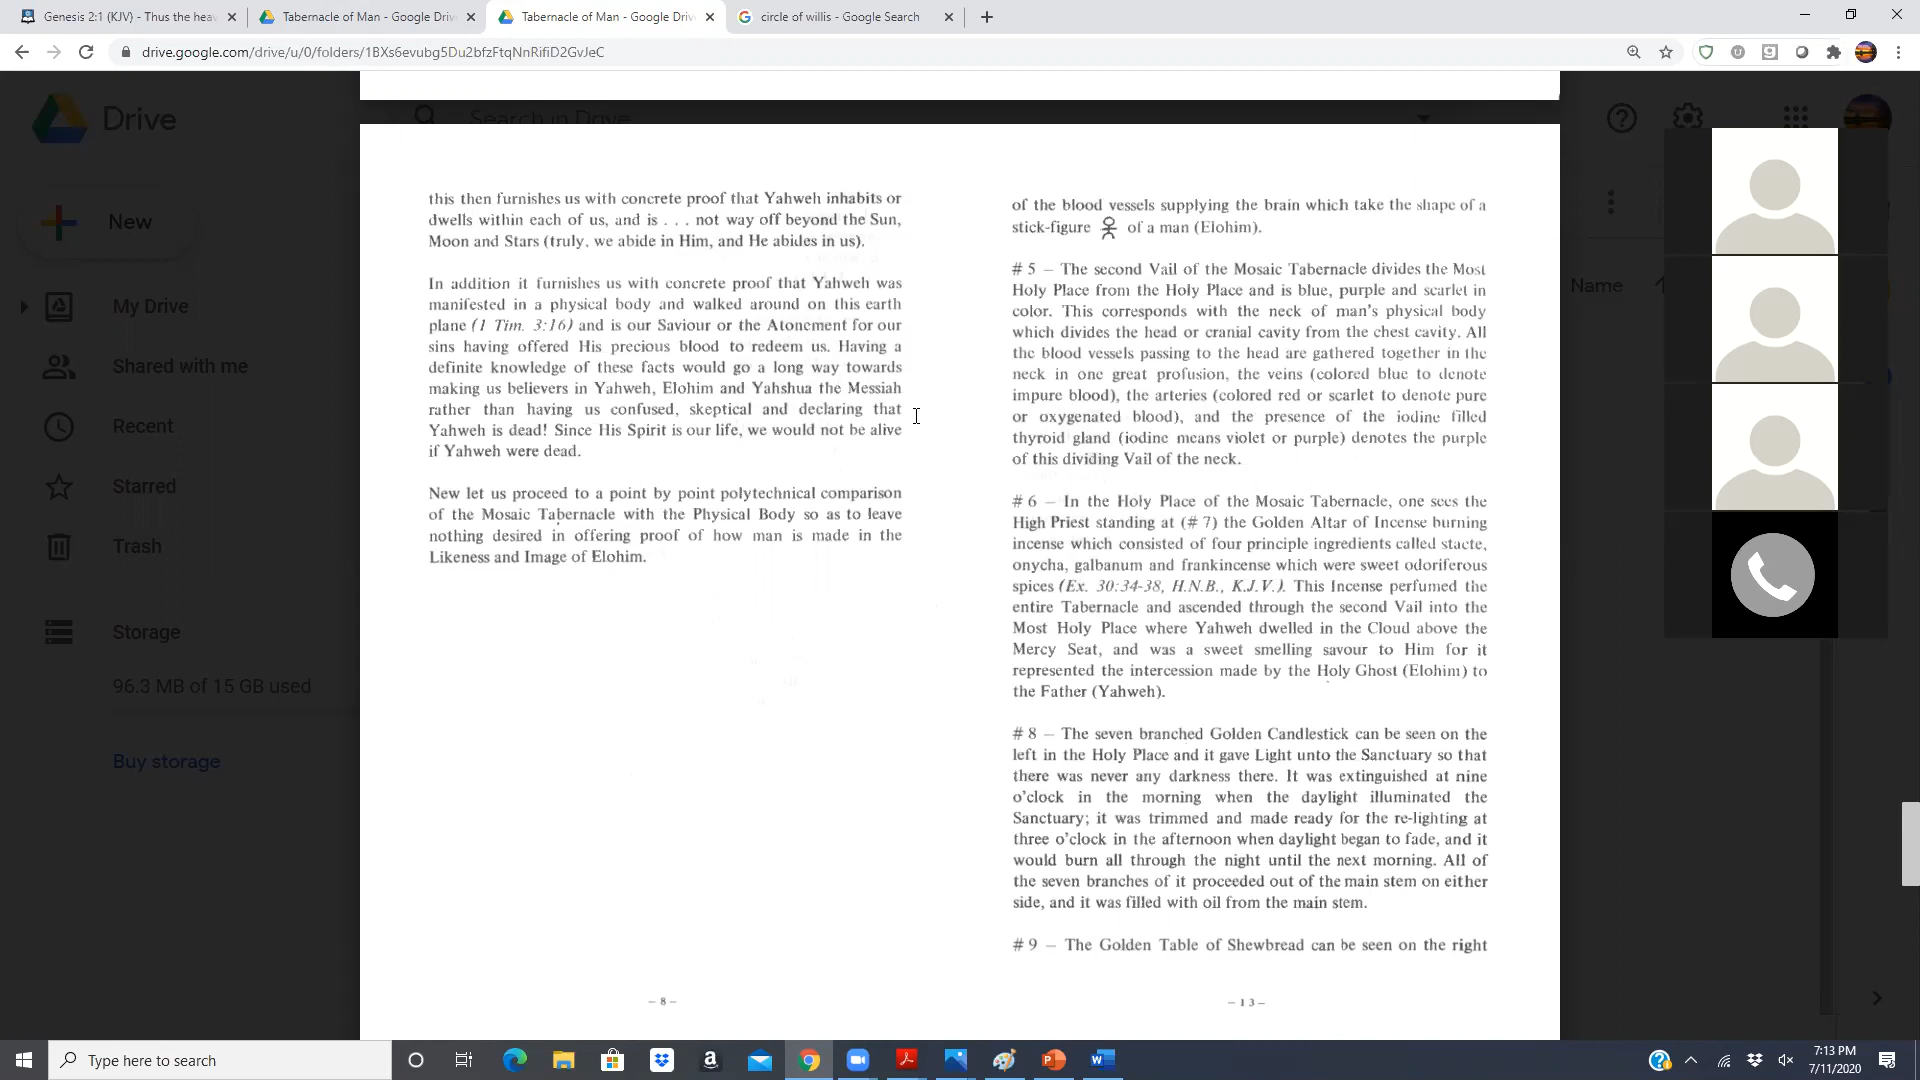 Genesis 2:1 (KJV) - Thus the hea
Tabernacle of Man - Google Drive
Tabernacle of Man - Google Driv
circle of willis - Google Search
drive.google.com/drive/u/0/folders/1BXs6evubg5Du2bfzFtqNnRifiD2GvJeC
Drive
Search in Drive
New
My Drive
Shared with me
Recent
Starred
Trash
Storage
96.3 MB of 15 GB used
Buy storage
Name
this then furnishes us with concrete proof that Yahweh inhabits or
dwells within each of us, and is . . . not way off beyond the Sun,
Moon and Stars (truly, we abide in Him, and He abides in us).
In addition it furnishes us with concrete proof that Yahweh was
manifested in a physical body and walked around on this earth
plane (1 Tim. 3:16) and is our Saviour or the Atonement for our
sins having offered His precious blood to redeem us. Having a
definite knowledge of these facts would go a long way towards
making us believers in Yahweh, Elohim and Yahshua the Messiah
rather than having us confused, skeptical and declaring that
Yahweh is dead! Since His Spirit is our life, we would not be alive
if Yahweh were dead.
New let us proceed to a point by point polytechnical comparison
of the Mosaic Tabernacle with the Physical Body so as to leave
nothing desired in offering proof of how man is made in the
Likeness and Image of Elohim.
– 8 –
of the blood vessels supplying the brain which take the shape of a
stick-figure of a man (Elohim).
# 5 – The second Vail of the Mosaic Tabernacle divides the Most
Holy Place from the Holy Place and is blue, purple and scarlet in
color. This corresponds with the neck of man's physical body
which divides the head or cranial cavity from the chest cavity. All
the blood vessels passing to the head are gathered together in the
neck in one great profusion, the veins (colored blue to denote
impure blood), the arteries (colored red or scarlet to denote pure
or oxygenated blood), and the presence of the iodine filled
thyroid gland (iodine means violet or purple) denotes the purple
of this dividing Vail of the neck.
# 6 – In the Holy Place of the Mosaic Tabernacle, one sees the
High Priest standing at (# 7) the Golden Altar of Incense burning
incense which consisted of four principle ingredients called stacte,
onycha, galbanum and frankincense which were sweet odoriferous
spices (Ex. 30:34-38, H.N.B., K.J.V.). This Incense perfumed the
entire Tabernacle and ascended through the second Vail into the
Most Holy Place where Yahweh dwelled in the Cloud above the
Mercy Seat, and was a sweet smelling savour to Him for it
represented the intercession made by the Holy Ghost (Elohim) to
the Father (Yahweh).
# 8 – The seven branched Golden Candlestick can be seen on the
left in the Holy Place and it gave Light unto the Sanctuary so that
there was never any darkness there. It was extinguished at nine
o'clock in the morning when the daylight illuminated the
Sanctuary; it was trimmed and made ready for the re-lighting at
three o'clock in the afternoon when daylight began to fade, and it
would burn all through the night until the next morning. All of
the seven branches of it proceeded out of the main stem on either
side, and it was filled with oil from the main stem.
# 9 – The Golden Table of Shewbread can be seen on the right
– 1 3 –
Type here to search
7:13 PM
7/11/2020